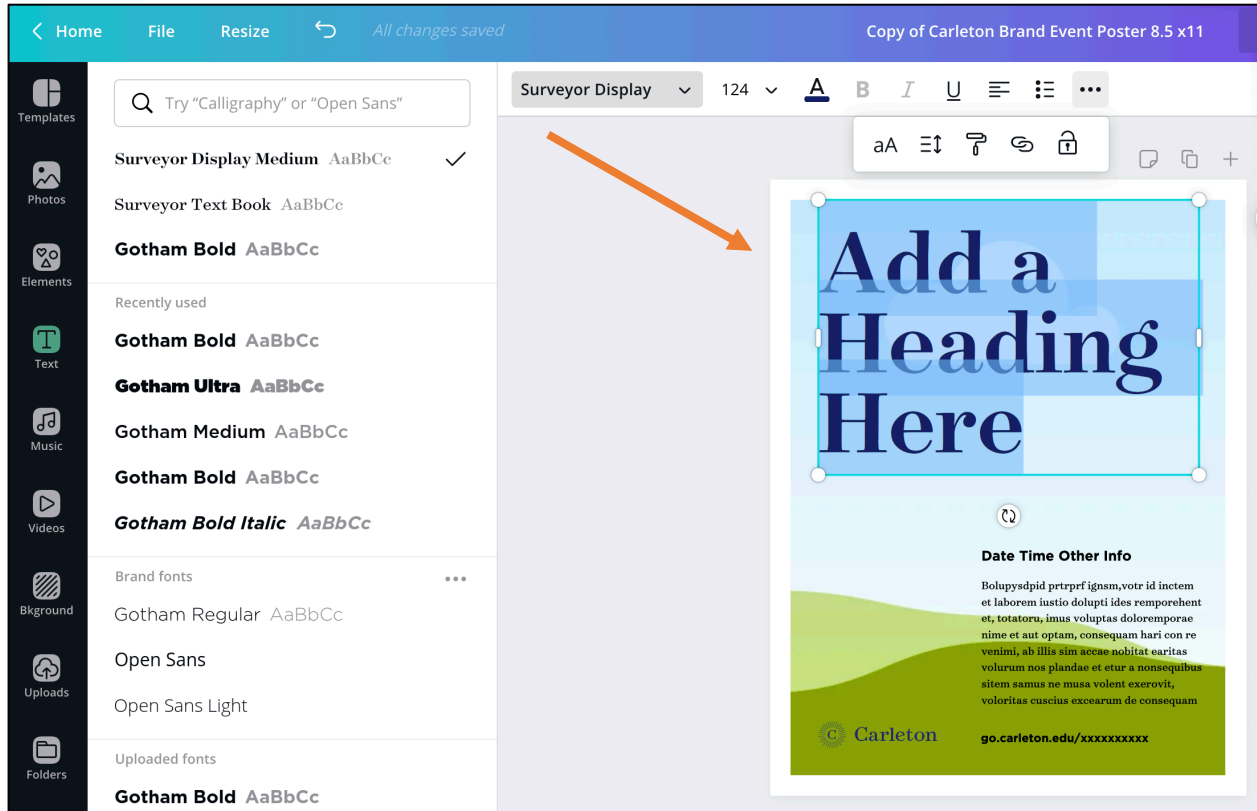 Home File Resize All changes saved Copy of Carleton Brand Event Poster 8.5 x11
Templates
Photos
Elements
Text
Music
Videos
Bkground
Uploads
Folders
Try “Calligraphy” or “Open Sans”
Surveyor Display Medium AaBbCc
Surveyor Text Book AaBbCc
Gotham Bold AaBbCc
Recently used
Gotham Bold AaBbCc
Gotham Ultra AaBbCc
Gotham Medium AaBbCc
Gotham Bold AaBbCc
Gotham Bold Italic AaBbCc
Brand fonts
Gotham Regular AaBbCc
Open Sans
Open Sans Light
Uploaded fonts
Gotham Bold AaBbCc
Surveyor Display 124 A B I U
aA
Add a
Heading
Here
Date Time Other Info
Bolupysdpid prtrprf ignsm,votr id inctem
et laborem iustio dolupti ides remporehent
et, totatoru, imus voluptas doloremporae
nime et aut optam, consequam hari con re
venimi, ab illis sim accae nobitat earitas
volurum nos plandae et etur a nonsequibus
sitem samus ne musa volent exerovit,
voloritas cuscius excearum de consequam
C Carleton
go.carleton.edu/xxxxxxxxxx